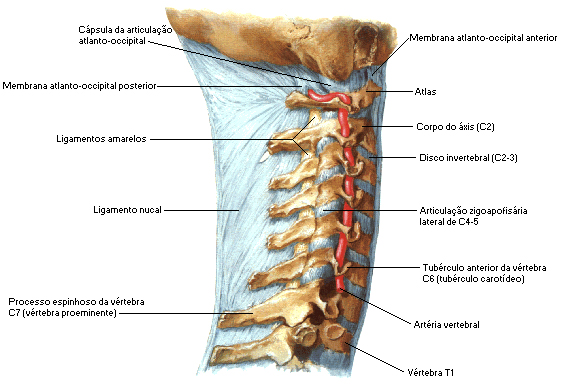 Cápsula da articulação
atlanto-occipital
Membrana atlanto-occipital anterior
Membrana atlanto-occipital posterior
Atlas
Corpo do áxis (C2)
Ligamentos amarelos
Disco invertebral (C2-3)
Ligamento nucal
Articulação zigoapofisária
lateral de C4-5
Tubérculo anterior da vértebra
C6 (tubérculo carotídeo)
Processo espinhoso da vértebra
C7 (vértebra proeminente)
Artéria vertebral
Vértebra T1